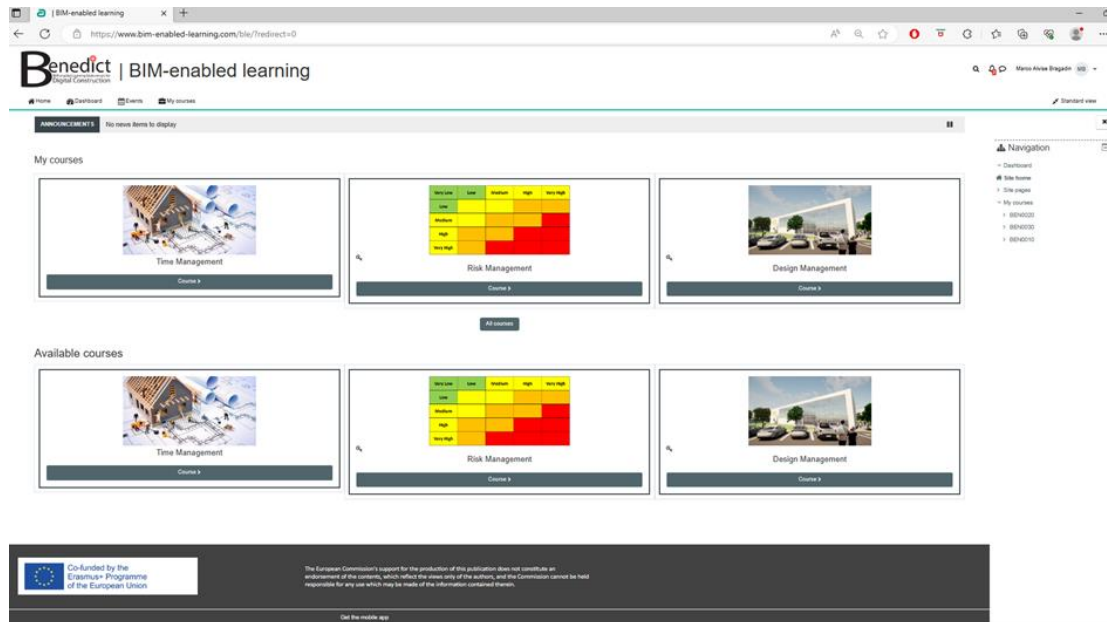 | BIM-enabled learning
https://www.bim-enabled-learning.com/ble/?redirect=0
Benedict
Digital Construction
| BIM-enabled learning
Marco Alvise Bragadin MB
Home Dashboard Events My courses
Standard view
ANNOUNCEMENTS No news items to display
My courses
Very Low Low Medium High Very High
Low
Medium
High
Very High
Time Management
Course
Risk Management
Course
Design Management
Course
All courses
Available courses
Very Low Low Medium High Very High
Low
Medium
High
Very High
Time Management
Course
Risk Management
Course
Design Management
Course
Navigation
Dashboard
Site home
Site pages
My courses
BEN0020
BEN0030
BEN0010
Co-funded by the
Erasmus+ Programme
of the European Union
The European Commission's support for the production of this publication does not constitute an
endorsement of the contents, which reflect the views only of the authors, and the Commission cannot be held
responsible for any use which may be made of the information contained therein.
Get the mobile app